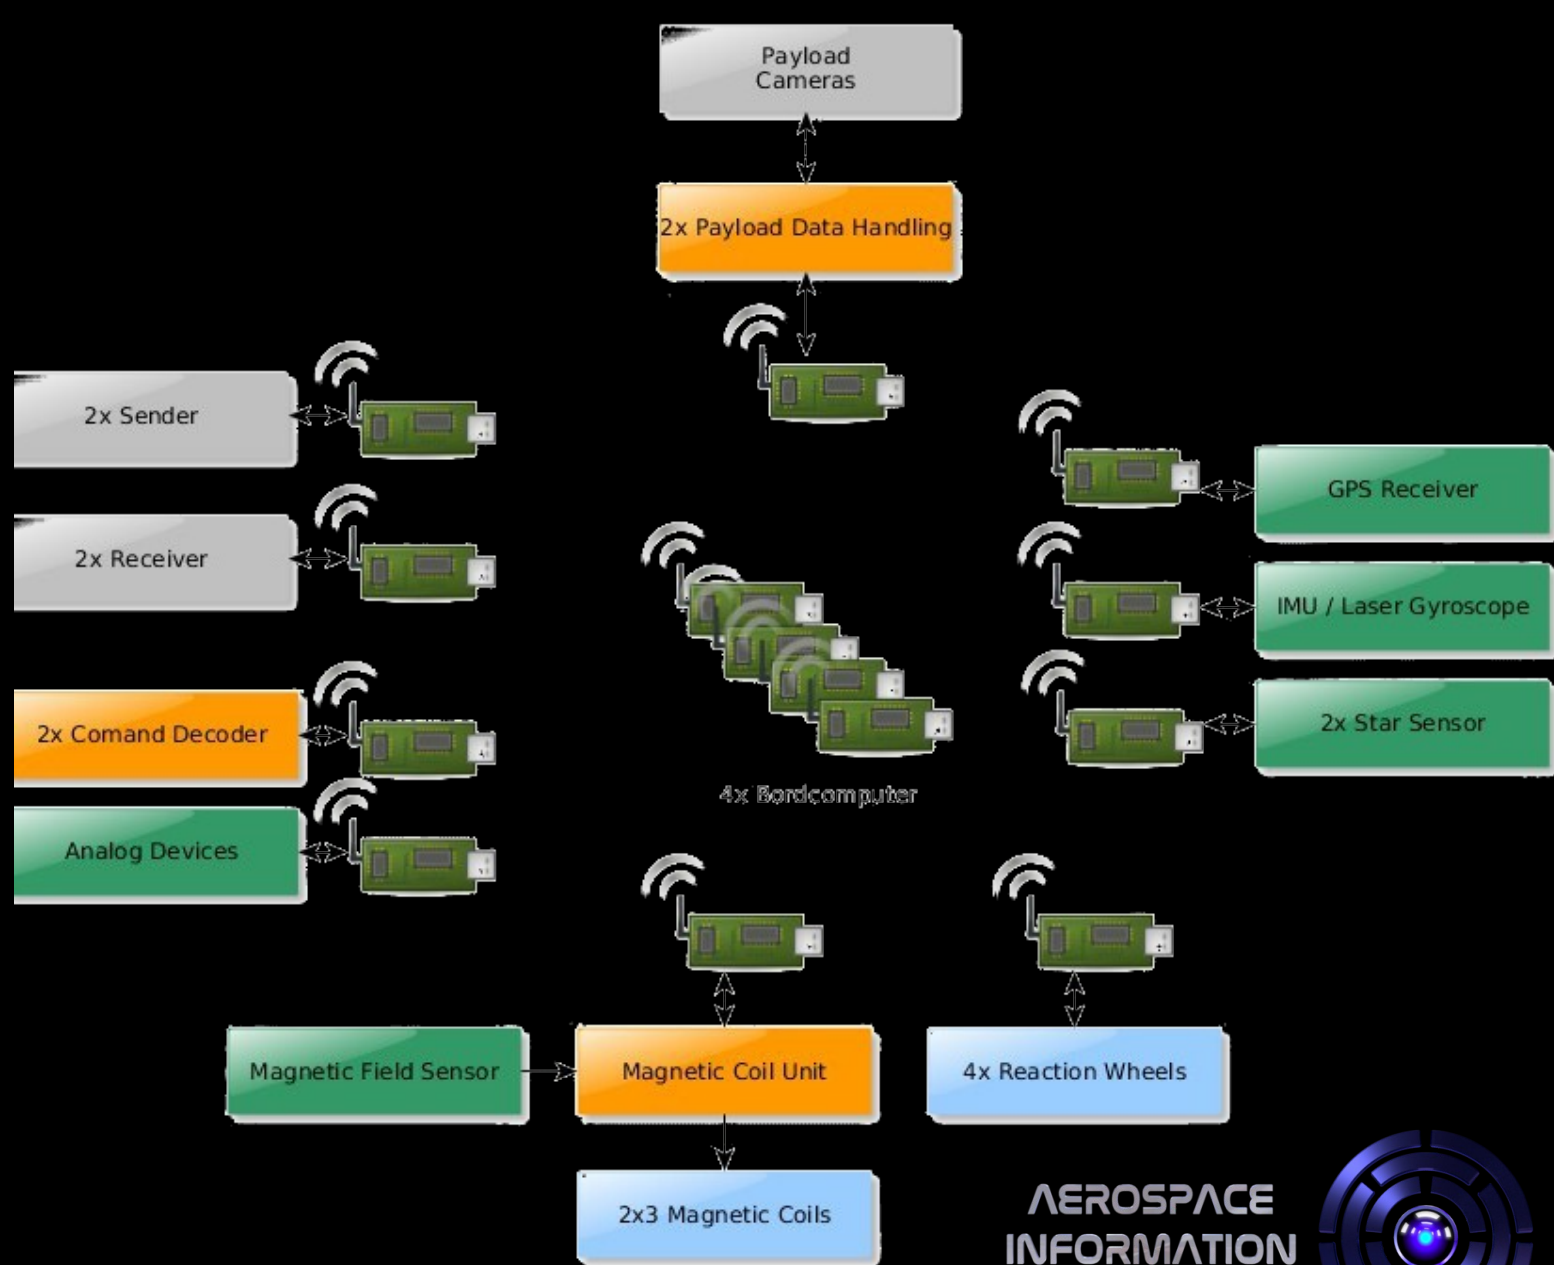 Payload
Cameras
2x Payload Data Handling
2x Sender
GPS Receiver
2x Receiver
IMU / Laser Gyroscope
2x Comand Decoder
2x Star Sensor
4x Bordcomputer
Analog Devices
Magnetic Field Sensor
Magnetic Coil Unit
4x Reaction Wheels
2x3 Magnetic Coils
AEROSPACE
INFORMATION